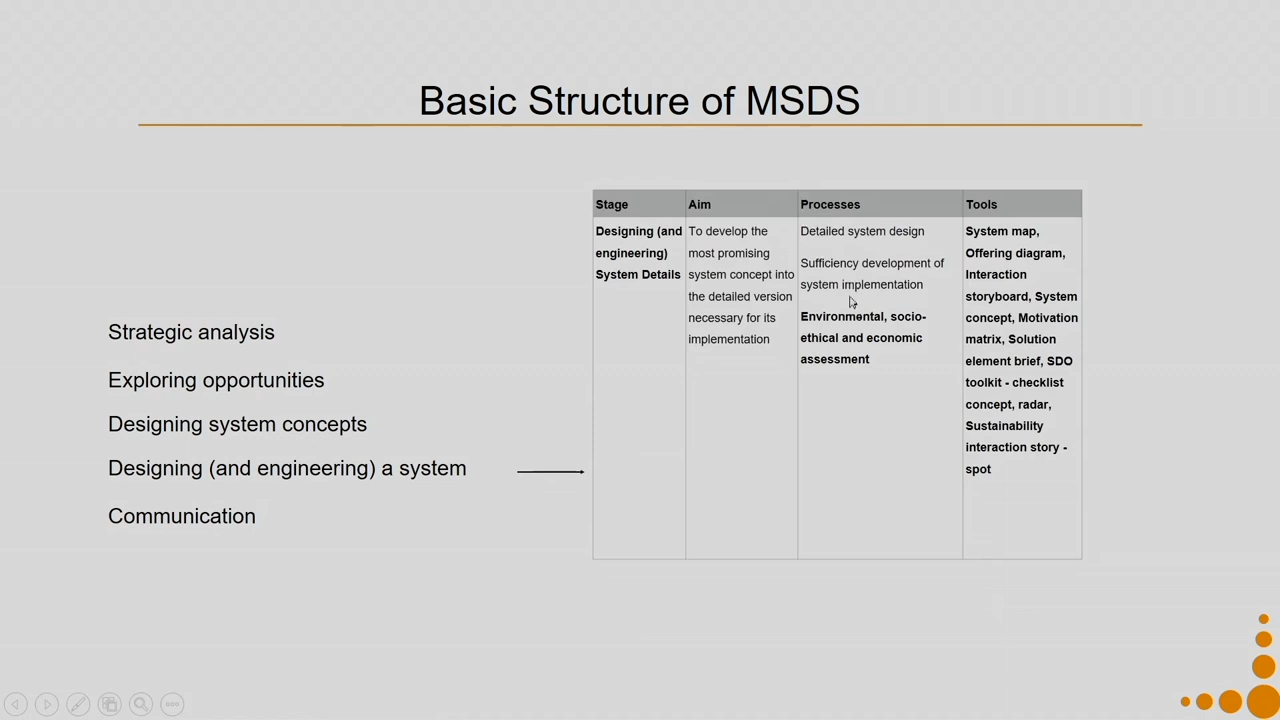 Basic Structure of MSDS
Strategic analysis
Exploring opportunities
Designing system concepts
Designing (and engineering) a system
Communication
Stage
Aim
Processes
Tools
Designing (and
engineering)
System Details
To develop the
most promising
system concept into
the detailed version
necessary for its
implementation
Detailed system design
Sufficiency development of
system implementation
Environmental, socio-
ethical and economic
assessment
System map,
Offering diagram,
Interaction
storyboard, System
concept, Motivation
matrix, Solution
element brief, SDO
toolkit - checklist
concept, radar,
Sustainability
interaction story -
spot